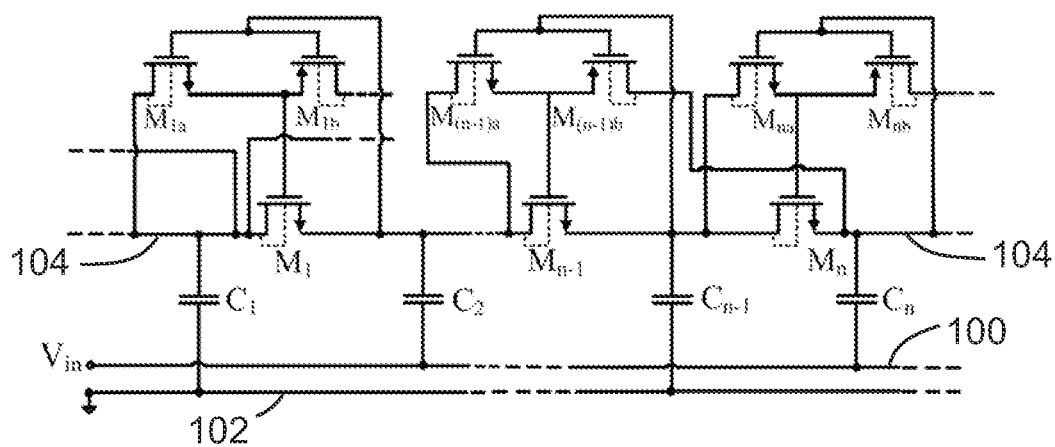 M1a M1b M(n-1)a M(n-1)b Mna Mnb
104 M1 Mn-1 Mn 104
C1 C2 Cn-1 Cn
Vin 100
102